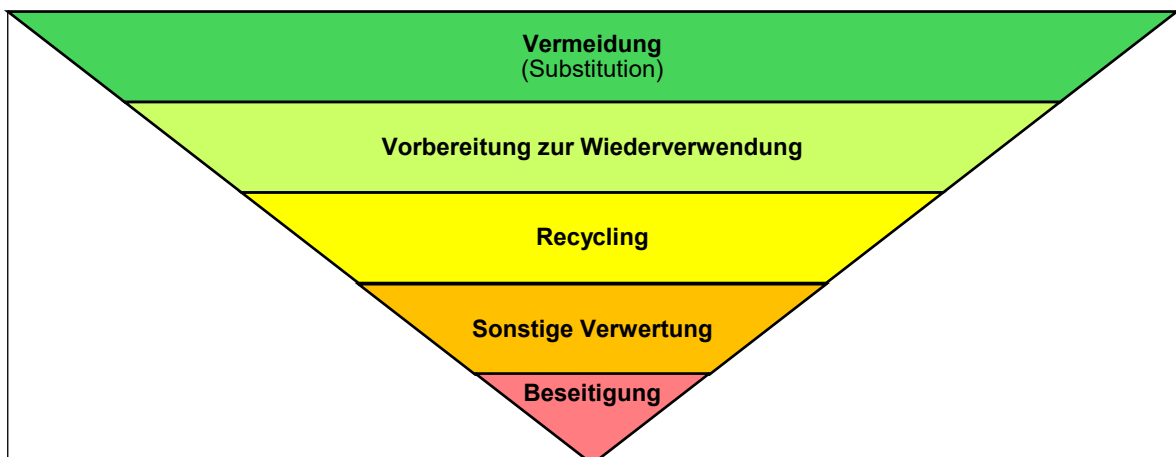 Vermeidung
(Substitution)
Vorbereitung zur Wiederverwendung
Recycling
Sonstige Verwertung
Beseitigung